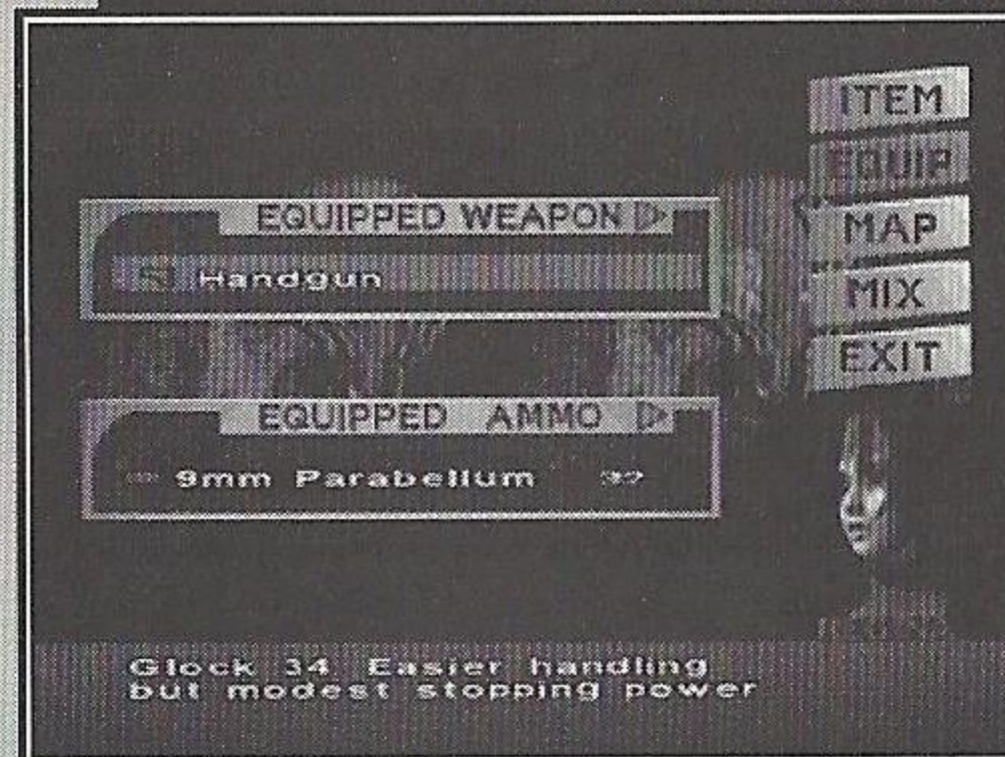 ITEM
EQUIP
MAP
MIX
EXIT
EQUIPPED WEAPON
Handgun
EQUIPPED AMMO
9mm Parabellum
Glock 34 Easier handling
but modest stopping power